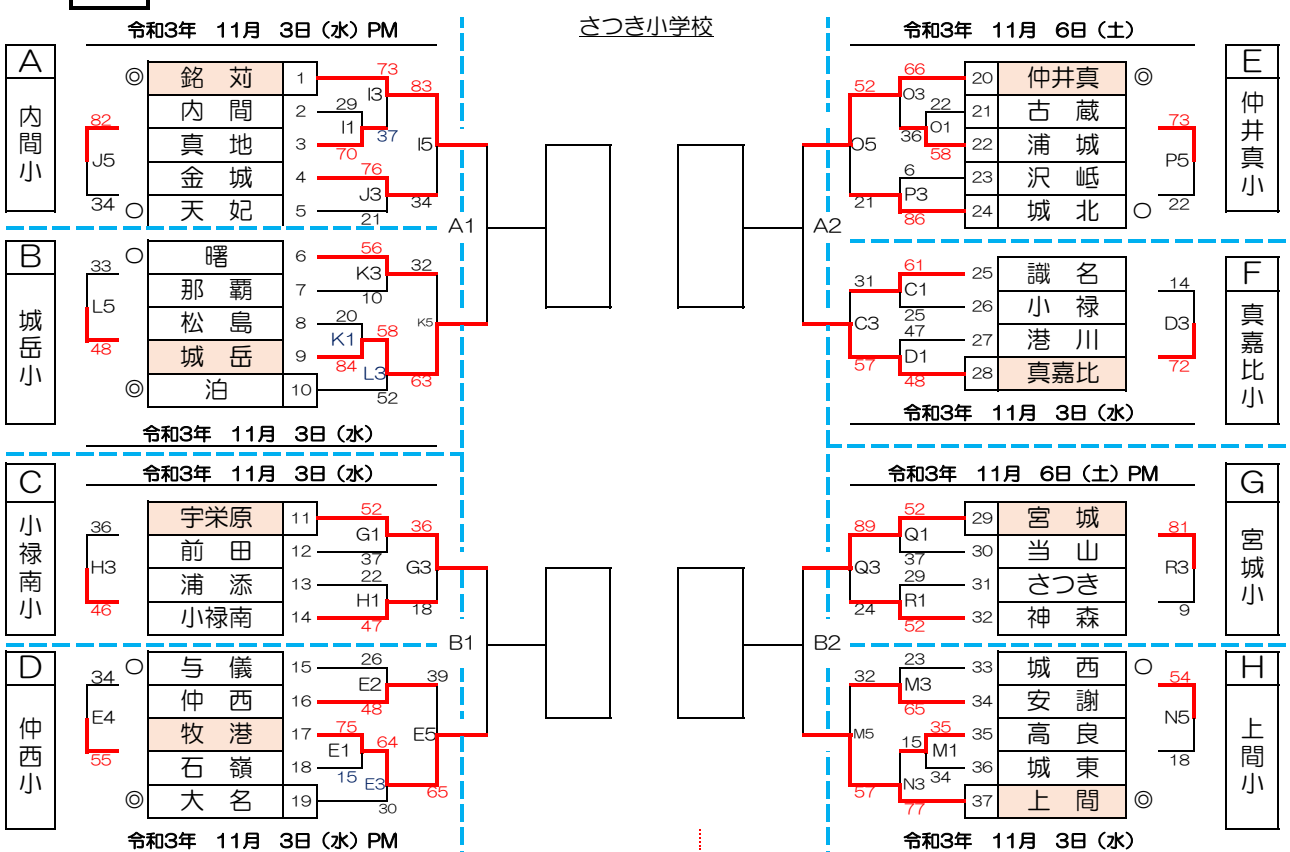 さつき小学校
令和3年 11月 3日（水）PM
A
内間小
82
J5
34
◎ 銘苅 1
内間 2
真地 3
金城 4
○ 天妃 5
73
I3
83
29
I1
37
70
I5
76
J3
21
34
A1
B
城岳小
33
L5
48
○ 曙 6
那覇 7
松島 8
城岳 9
◎ 泊 10
56
K3
10
32
20
K1
84
58
L3
52
K5
63
令和3年 11月 3日（水）
令和3年 11月 3日（水）
C
小禄南小
36
H3
46
宇栄原 11
前田 12
浦添 13
小禄南 14
52
G1
37
36
22
H1
47
G3
18
B1
D
仲西小
34
E4
55
○ 与儀 15
仲西 16
牧港 17
石嶺 18
◎ 大名 19
26
E2
48
39
75
E1
15
64
E3
30
E5
65
令和3年 11月 3日（水）PM
令和3年 11月 6日（土）
E
仲井真小
73
P5
22
20 仲井真 ◎
21 古蔵
22 浦城
23 沢岻
24 城北 ○
52
66
O3
22
O1
36
58
O5
6
P3
21
86
A2
F
真嘉比小
14
D3
72
25 識名
26 小禄
27 港川
28 真嘉比
31
61
C1
25
47
C3
D1
57
48
令和3年 11月 3日（水）
令和3年 11月 6日（土）PM
G
宮城小
81
R3
9
29 宮城
30 当山
31 さつき
32 神森
89
52
Q1
37
29
Q3
R1
24
52
B2
H
上間小
54
N5
18
33 城西 ○
34 安謝
35 高良
36 城東
37 上間 ◎
32
23
M3
65
35
15
M1
34
M5
N3
57
77
令和3年 11月 3日（水）